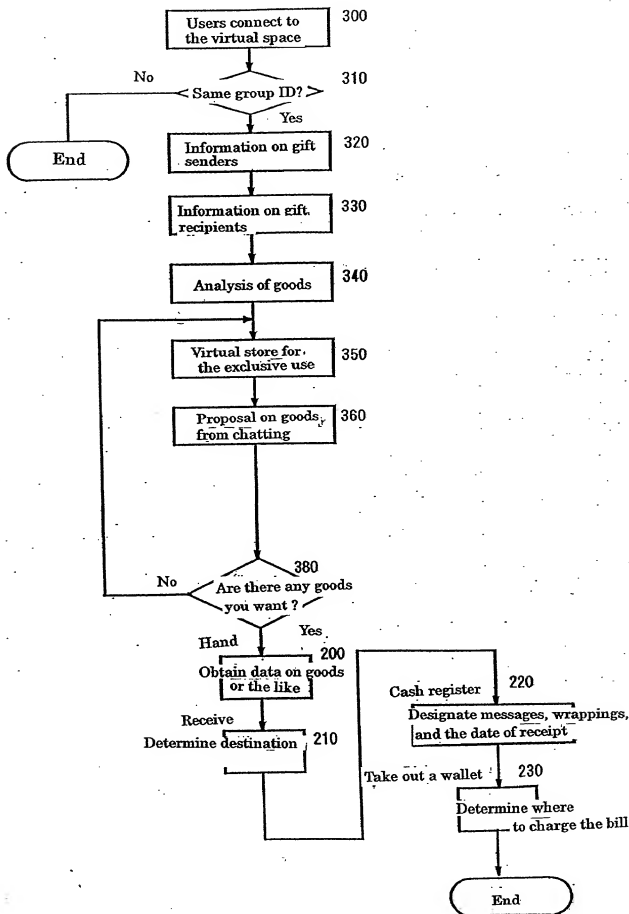 Users connect to
the virtual space
300
310
No
Same group ID?
Yes
End
Information on gift
senders
320
Information on gift.
recipients
330
Analysis of goods
340
Virtual store for.
the exclusive use
350
Proposal on goods
from chatting
360
380
No
Are there any goods
you want ?
Hand
Yes
200
Obtain data on goods
or the like
Receive
Determine destination
210
Cash register
220
Designate messages, wrappings,
and the date of receipt
Take out a wallet
230
Determine where
to charge the bill
End